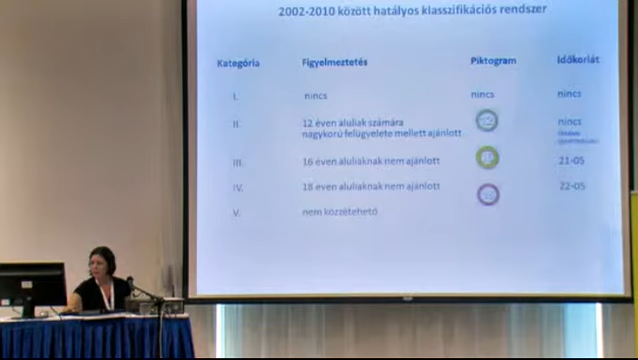 2002-2010 között hatályos klasszifikációs rendszer
Kategória Figyelmeztetés Piktogram Időkorlát
I. nincs nincs nincs
II. 12 éven aluliak számára nagykorú felügyelete mellett ajánlott nincs
III. 16 éven aluliaknak nem ajánlott 21-05
IV. 18 éven aluliaknak nem ajánlott 22-05
V. nem közzétehető